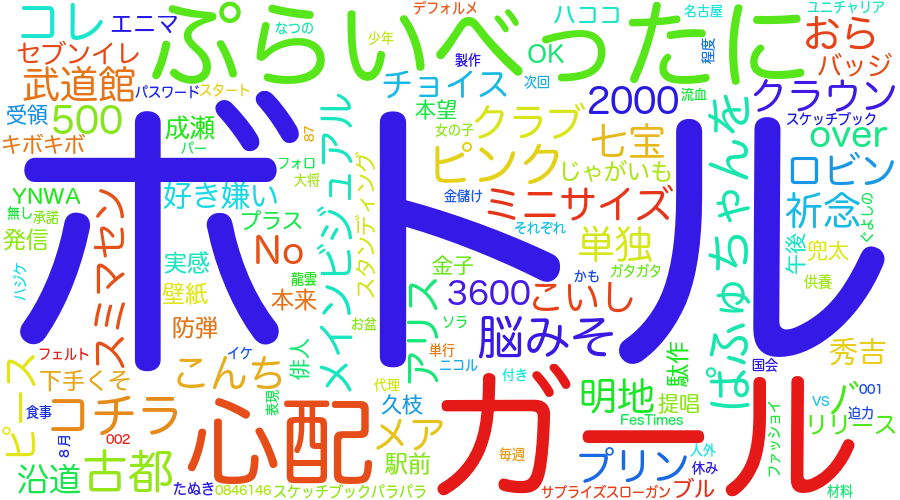 コレ
エニマ
ぷらいべったに
なつの
デフォルメ
ハココ
名古屋
ユニチャリア
おら
セブンイレ
少年
製作
OK
程度
バッジ
武道館
パスワード
スタート
チョイス
次回
2000
流血
クラウン
受領
500
成瀬
本望
クラブ
スケッチブック
キボキボ
パー
87
女の子
七宝
over
フォロ
ピンク
じゃがいも
ロビン
YNWA
好き嫌い
大将
金儲け
ミニサイズ
祈念
無し
承諾
プラス
それぞれ
単独
ぐよしの
発信
スミマセン
No
メインビジュアル
スタンディング
ぱふゅちゃんを
午後
兜太
ボトル
実感
龍雲
金子
ガタガタ
かも
供養
ハジケ
壁紙
本来
アリス
3600
こいし
防弾
お盆
ソラ
脳みそ
フェルト
イケ
俳人
単行
ニコル
駄作
国会
秀吉
ピース
下手くそ
こんち
代理
付き
明地
提唱
001
食事
コチラ
表現
久枝
ガール
FesTimes
VS
バ
迫力
リリース
8月
002
心配
メア
毎週
人外
ファッショイ
沿道
古都
駅前
プリン
休み
たぬき
0846146
スケッチブックパラパラ
サプライズスローガン
ブル
材料